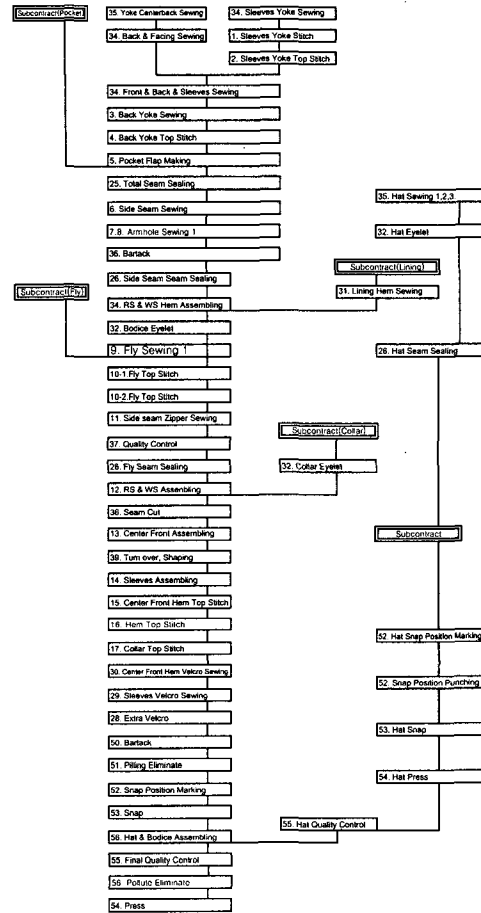 Subcontract(Pocket)
35. Yoke Centerback Sewing
34. Sleeves Yoke Sewing
34. Back & Facing Sewing
1. Sleeves Yoke Stitch
2. Sleeves Yoke Top Stitch
34. Front & Back & Sleeves Sewing
3. Back Yoke Sewing
4. Back Yoke Top Stitch
5. Pocket Flap Making
25. Total Seam Sealing
6. Side Seam Sewing
7.8. Armhole Sewing 1
36. Bartack
26. Side Seam Seam Sealing
34. RS & WS Hem Assembling
32. Bodice Eyelet
9. Fly Sewing 1
10-1.Fly Top Stitch
10-2.Fly Top Stitch
11. Side seam Zipper Sewing
37. Quality Control
28. Fly Seam Sealing
12. RS & WS Assembling
36. Seam Cut
13. Center Front Assembling
39. Turn over, Shaping
14. Sleeves Assembling
15. Center Front Hem Top Stitch
16. Hem Top Stitch
17. Collar Top Stitch
30. Center Front Hem Velcro Sewing
29. Sleeves Velcro Sewing
28. Extra Velcro
50. Bartack
51. Pilling Eliminate
52. Snap Position Marking
53. Snap
56. Hat & Bodice Assembling
55. Final Quality Control
56. Pollute Eliminate
54. Press
Subcontract(Fly)
Subcontract(Lining)
31. Lining Hem Sewing
Subcontract(Collar)
32. Collar Eyelet
35. Hat Sewing 1,2,3.
32. Hat Eyelet
26. Hat Seam Sealing
Subcontract
52. Hat Snap Position Marking
52. Snap Position Punching
53. Hat Snap
54. Hat Press
55. Hat Quality Control